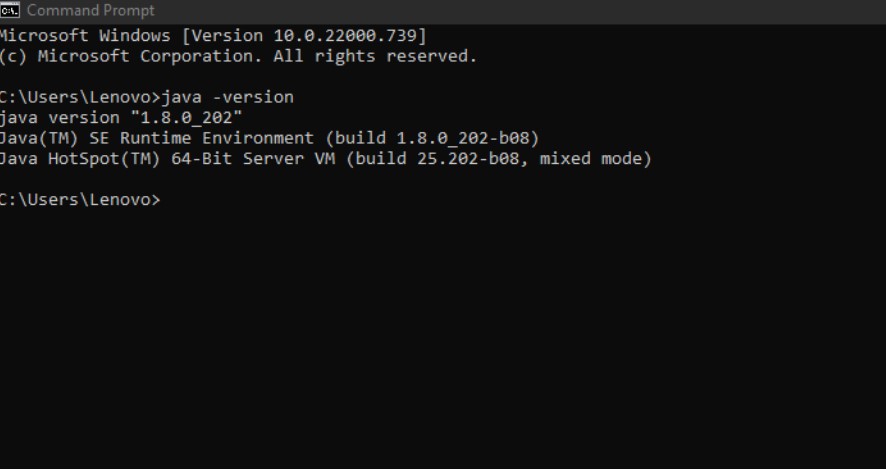 Command Prompt
Microsoft Windows [Version 10.0.22000.739]
(c) Microsoft Corporation. All rights reserved.
C:\Users\Lenovo>java -version
java version "1.8.0_202"
Java(TM) SE Runtime Environment (build 1.8.0_202-b08)
Java HotSpot(TM) 64-Bit Server VM (build 25.202-b08, mixed mode)
C:\Users\Lenovo>